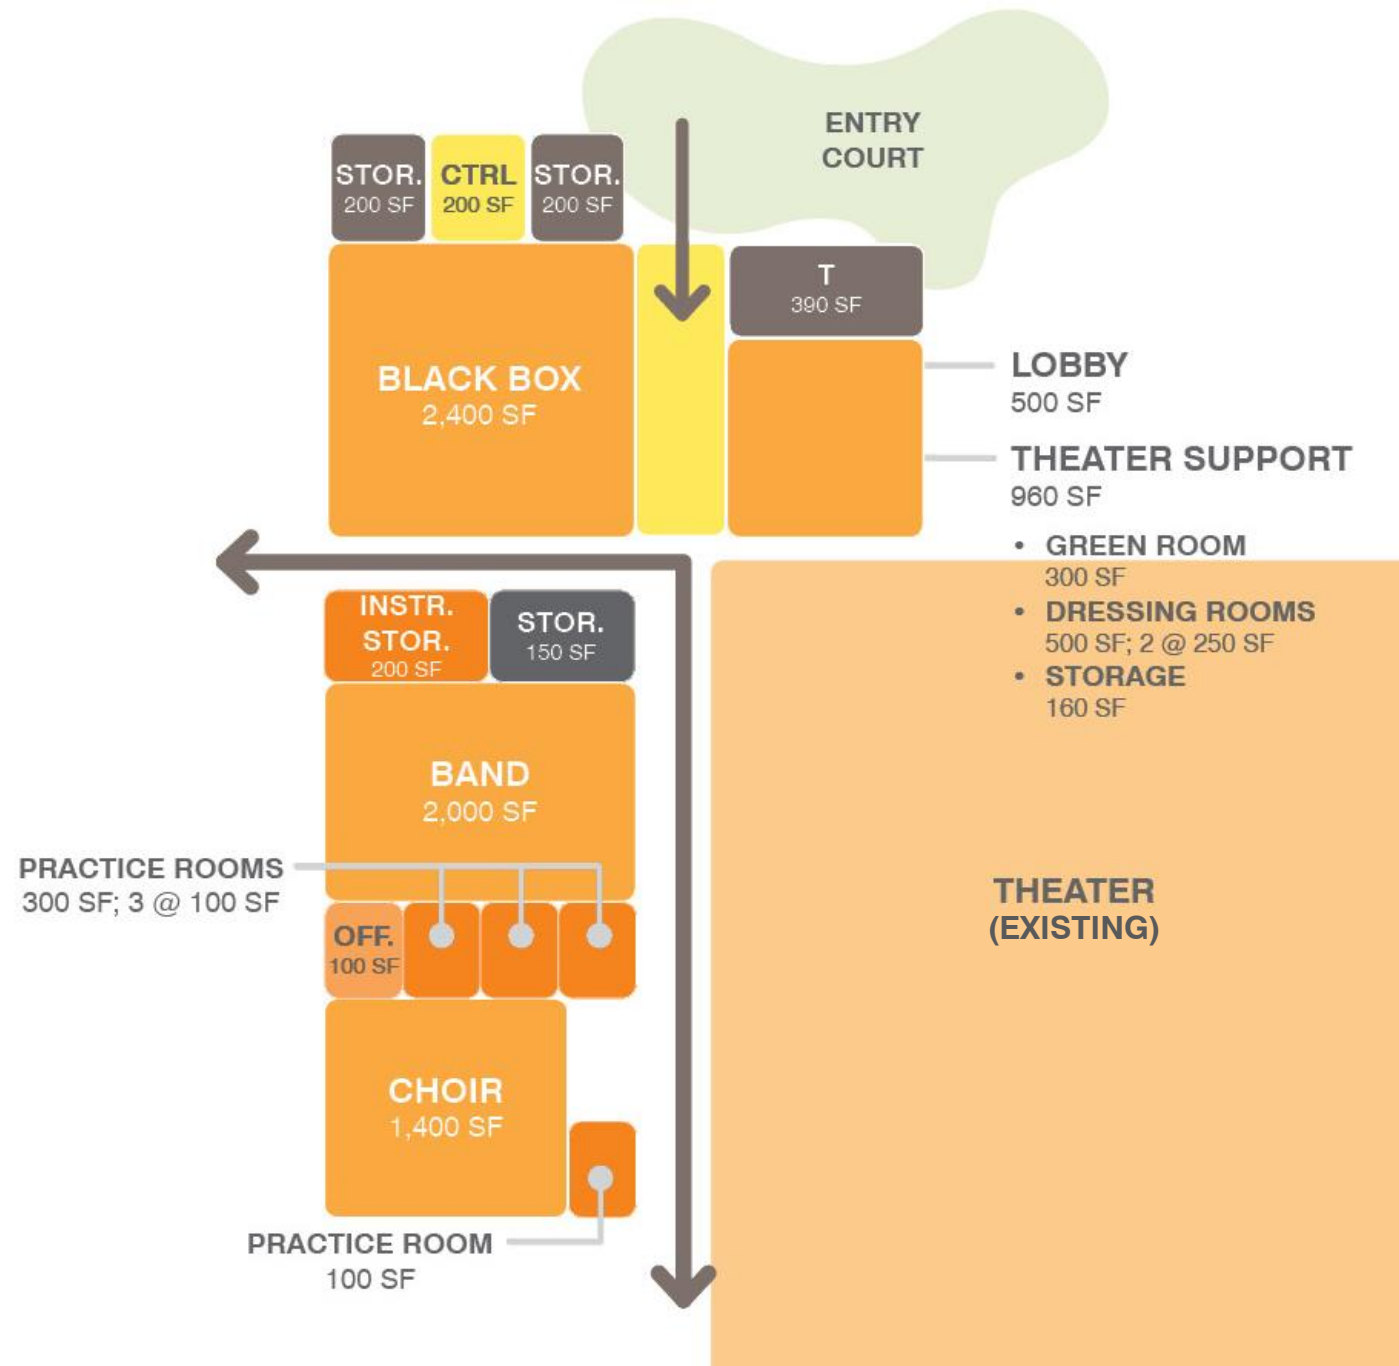 ENTRY
COURT
STOR.
200 SF
CTRL
200 SF
STOR.
200 SF
T
390 SF
BLACK BOX
2,400 SF
LOBBY
500 SF
THEATER SUPPORT
960 SF
• GREEN ROOM
300 SF
• DRESSING ROOMS
500 SF; 2 @ 250 SF
• STORAGE
160 SF
INSTR.
STOR.
200 SF
STOR.
150 SF
BAND
2,000 SF
PRACTICE ROOMS
300 SF; 3 @ 100 SF
OFF.
100 SF
THEATER
(EXISTING)
CHOIR
1,400 SF
PRACTICE ROOM
100 SF